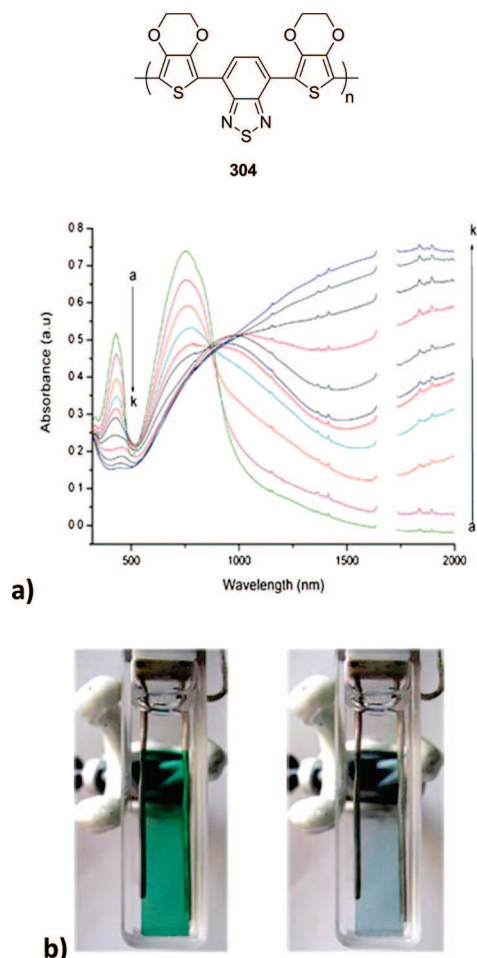 O O O O
S S n
N N
S
304
0.8
0.7 k
0.6 a
0.5
0.4 k
0.3
0.2
0.1
0.0 a
Absorbance (a.u)
500 1000 1500 2000
Wavelength (nm)
a)
b)